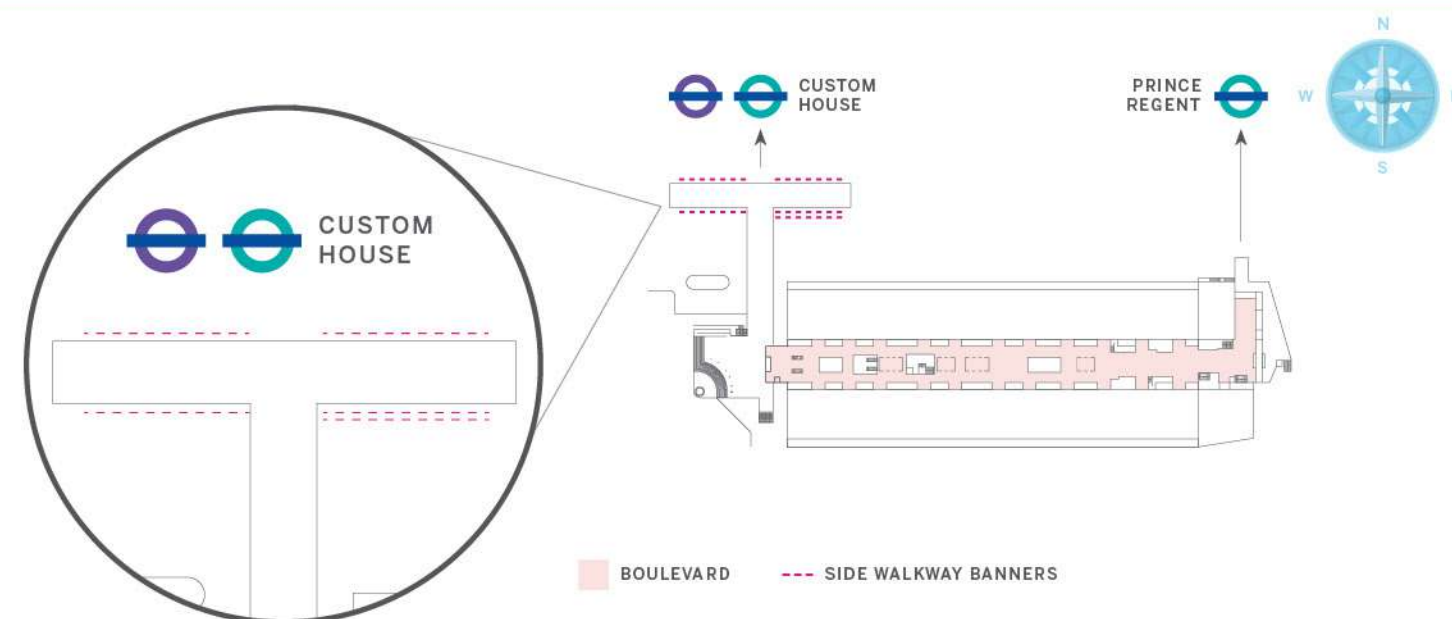 N
W
S
CUSTOM
HOUSE
PRINCE
REGENT
CUSTOM
HOUSE
BOULEVARD
SIDE WALKWAY BANNERS